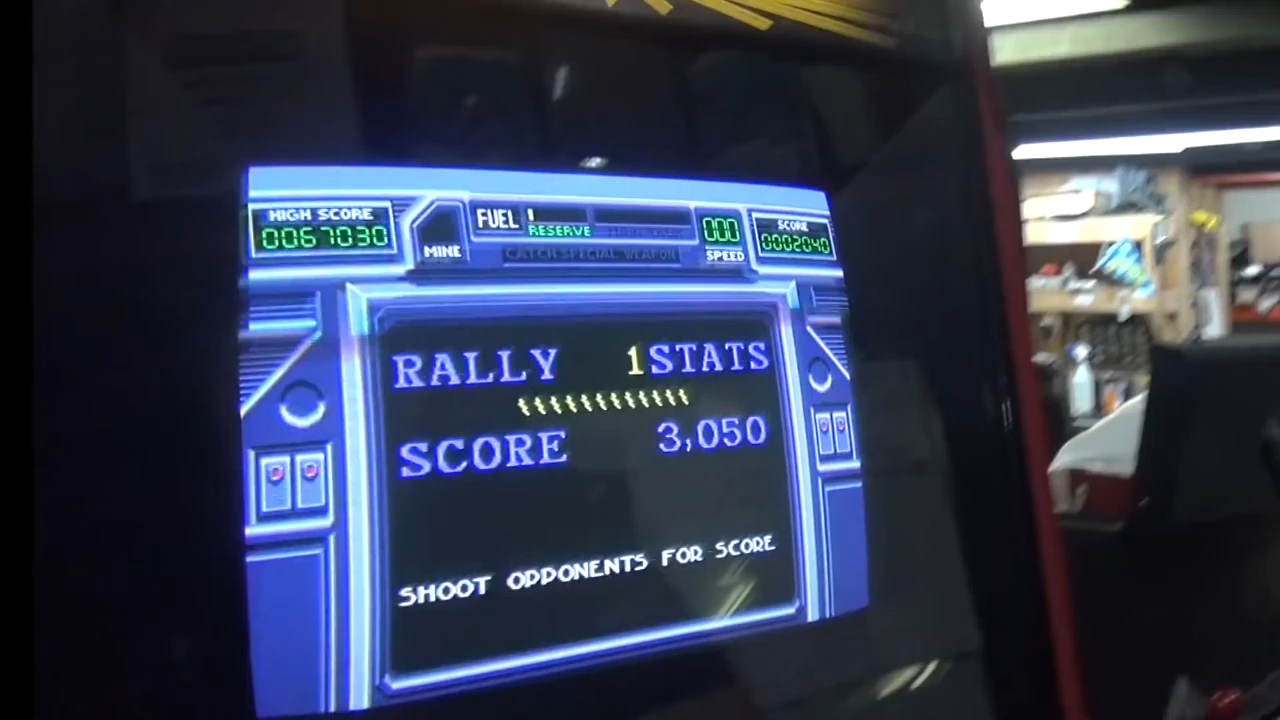 HIGH SCORE
0067030
MINE
FUEL
RESERVE
CATCH SPECIAL WEAPON
000
SPEED
SCORE
0002040
RALLY 1STATS
SCORE 3,050
SHOOT OPPONENTS FOR SCORE